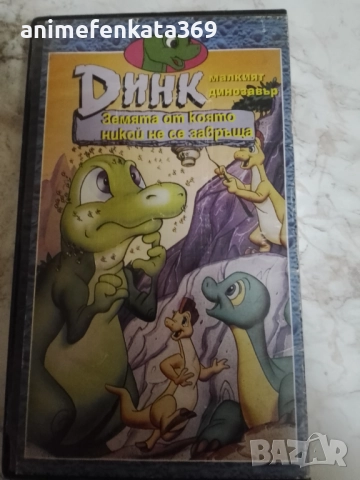 animefenkata369
Динк
малкият
динозавър
Земята от която
никой не се завръща
BAZAR